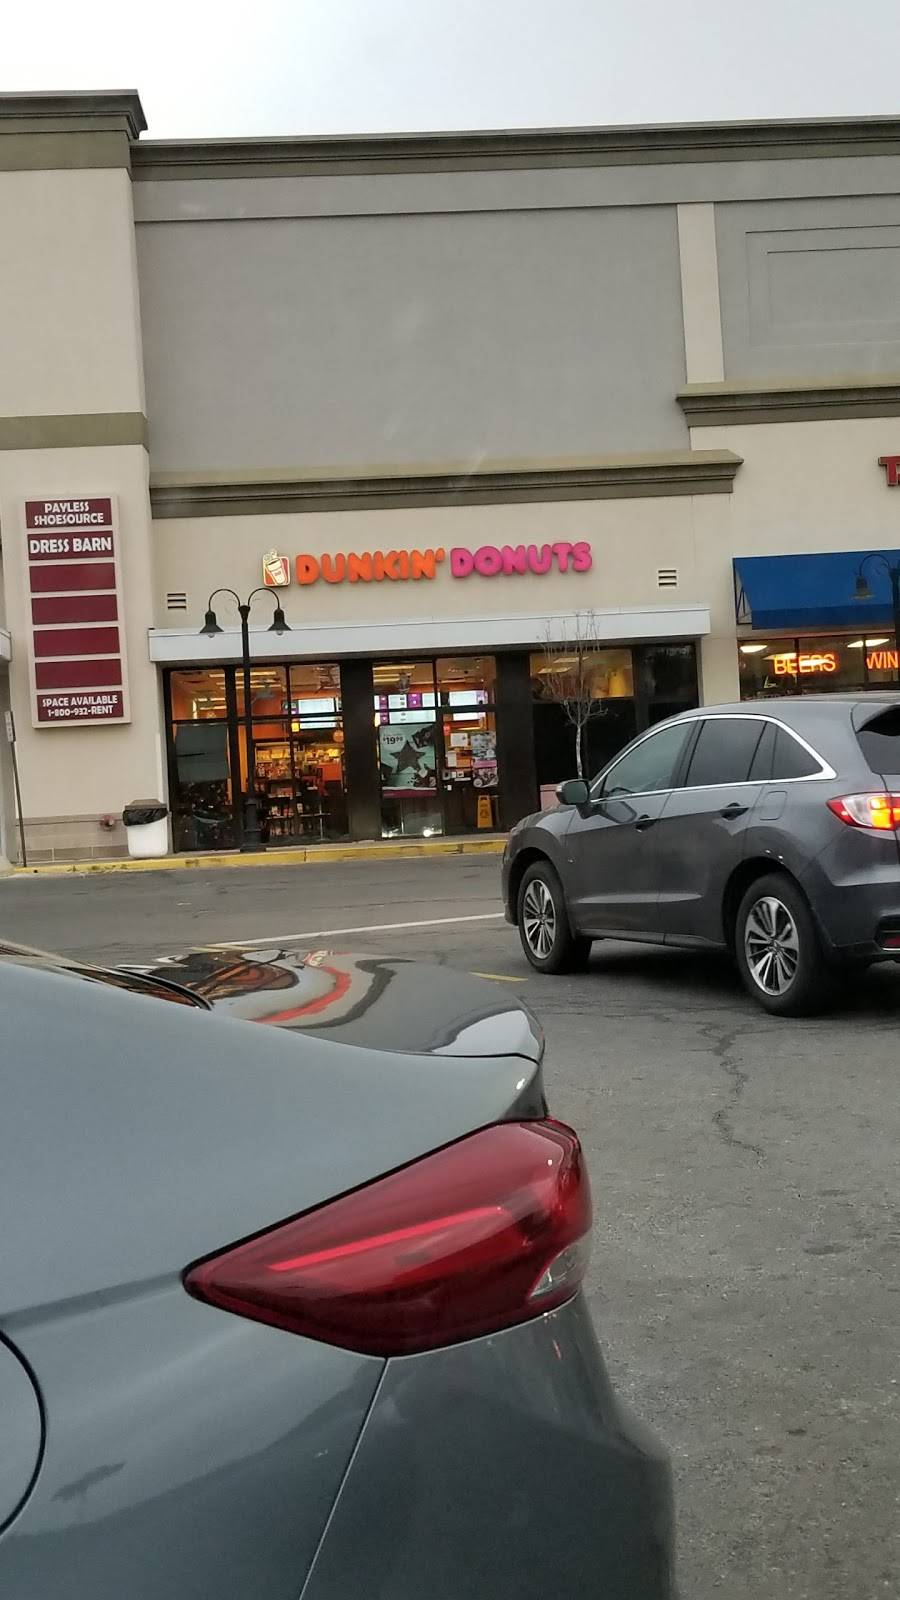 PAYLESS
SHOESOURCE
DRESS BARN
SPACE AVAILABLE
1-800-932-RENT
DUNKIN' DONUTS
$19.99
BEERS
WIN